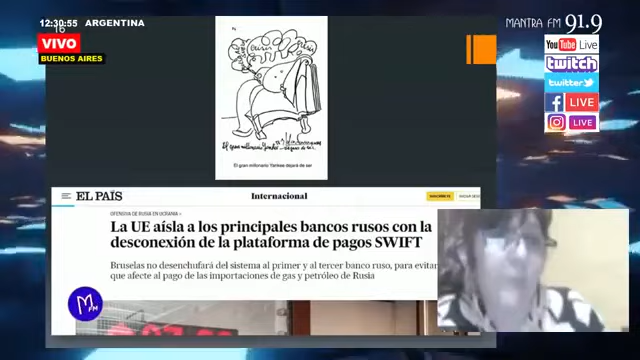 12:30:55 ARGENTINA
16
VIVO
BUENOS AIRES
MANTRA FM 91.9
YouTube Live
twitch
twitter
LIVE
LIVE
El gran millonario Yankee dejará de ser
EL PAÍS
Internacional
SUSCRÍBETE
OFENSIVA DE RUSIA EN UCRANIA
La UE aísla a los principales bancos rusos con la
desconexión de la plataforma de pagos SWIFT
Bruselas no desenchufará del sistema al primer y al tercer banco ruso, para evitar
que afecte al pago de las importaciones de gas y petróleo de Rusia
M FM